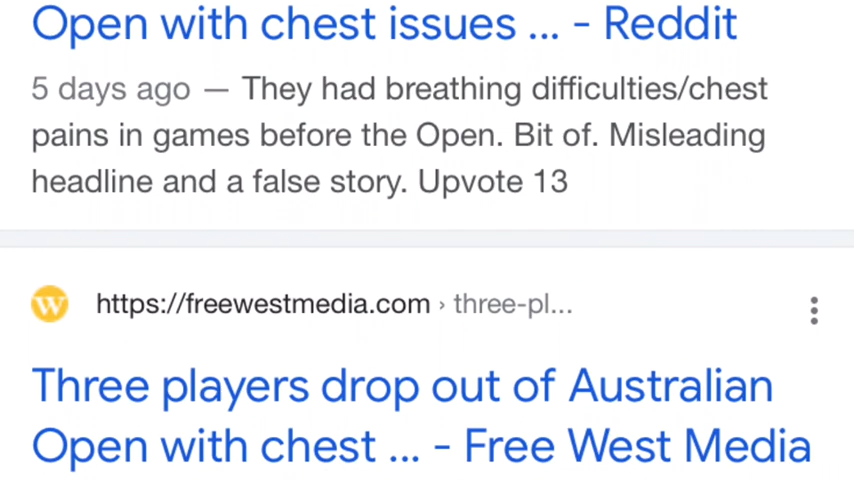 Open with chest issues ... - Reddit
5 days ago — They had breathing difficulties/chest
pains in games before the Open. Bit of. Misleading
headline and a false story. Upvote 13
W https://freewestmedia.com › three-pl...
Three players drop out of Australian
Open with chest ... - Free West Media